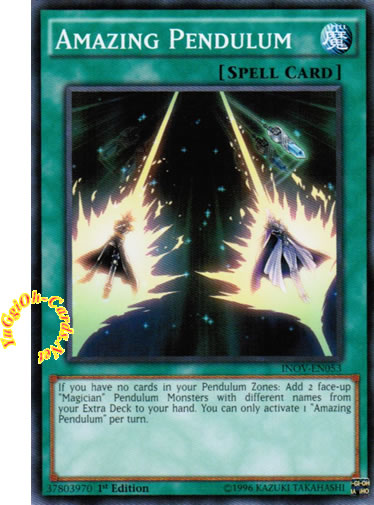 AMAZING PENDULUM
魔
[SPELL CARD]
YuGgiOh-Cards.Net
INOV-EN053
If you have no cards in your Pendulum Zones: Add 2 face-up
"Magician" Pendulum Monsters with different names from
your Extra Deck to your hand. You can only activate 1 "Amazing
Pendulum" per turn.
37803970 1st Edition ©1996 KAZUKI TAKAHASHI